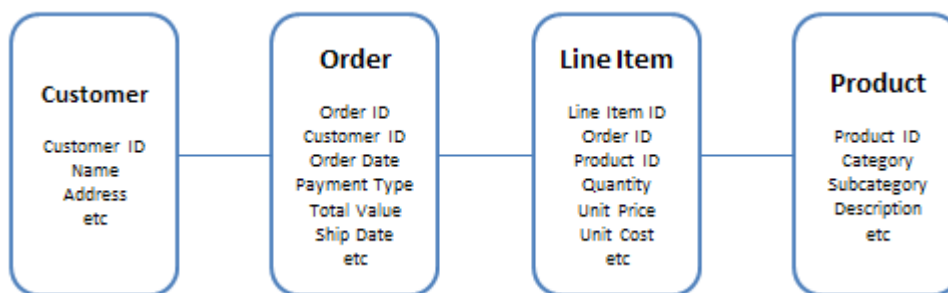 Customer
Customer ID
Name
Address
etc
Order
Order ID
Customer ID
Order Date
Payment Type
Total Value
Ship Date
etc
Line Item
Line Item ID
Order ID
Product ID
Quantity
Unit Price
Unit Cost
etc
Product
Product ID
Category
Subcategory
Description
etc